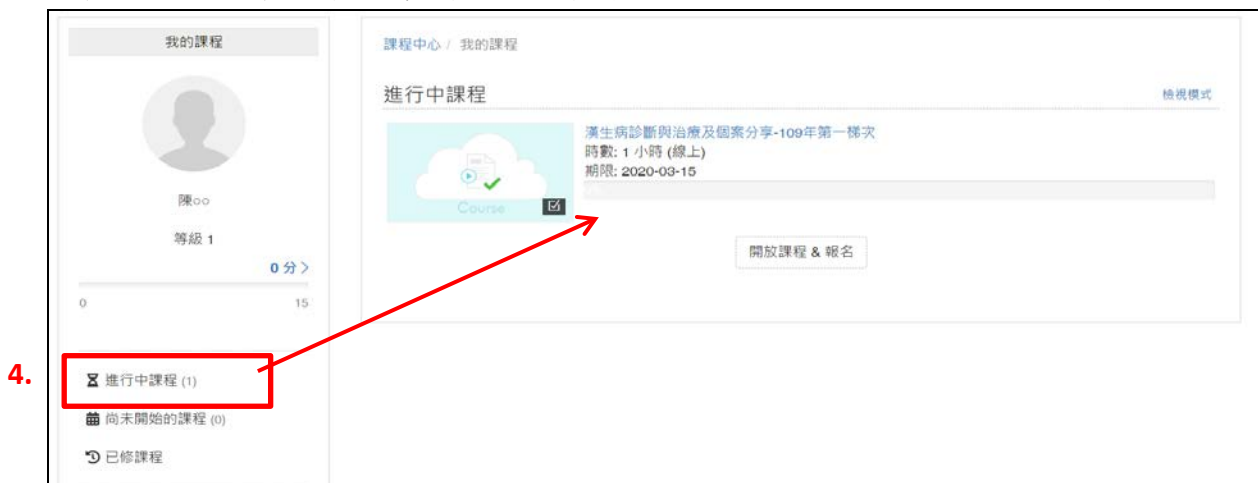 我的課程
陳○○
等級 1
0 分 >
0 15
4.
進行中課程 (1)
尚未開始的課程 (0)
已修課程
課程中心 / 我的課程
進行中課程
檢視模式
漢生病診斷與治療及個案分享-109年第一梯次
時數: 1 小時 (線上)
期限: 2020-03-15
Course
開放課程 & 報名